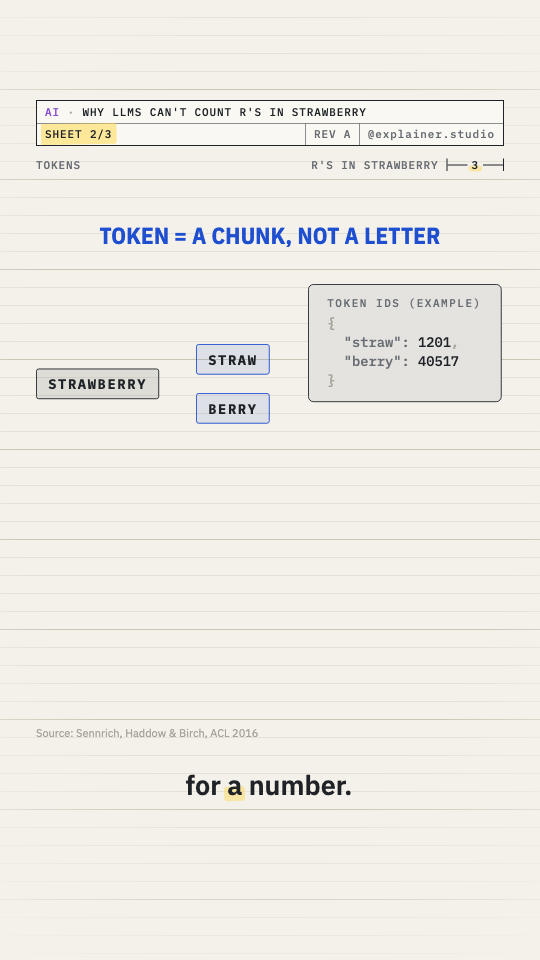 AI · WHY LLMS CAN'T COUNT R'S IN STRAWBERRY
SHEET 2/3
REV A
@explainer.studio
TOKENS
R'S IN STRAWBERRY 3
TOKEN = A CHUNK, NOT A LETTER
STRAWBERRY
STRAW
BERRY
TOKEN IDS (EXAMPLE)
{
"straw": 1201,
"berry": 40517
}
Source: Sennrich, Haddow & Birch, ACL 2016
for a number.